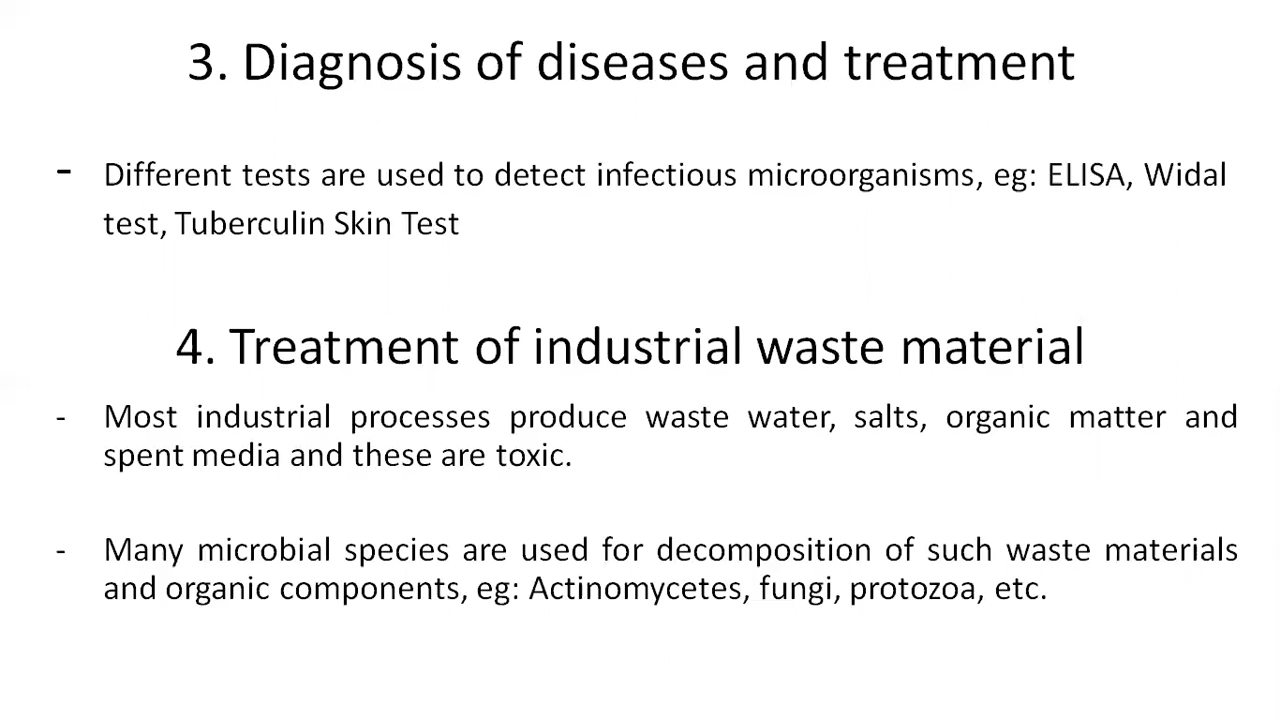 3. Diagnosis of diseases and treatment
- Different tests are used to detect infectious microorganisms, eg: ELISA, Widal
test, Tuberculin Skin Test
4. Treatment of industrial waste material
- Most industrial processes produce waste water, salts, organic matter and
spent media and these are toxic.
- Many microbial species are used for decomposition of such waste materials
and organic components, eg: Actinomycetes, fungi, protozoa, etc.